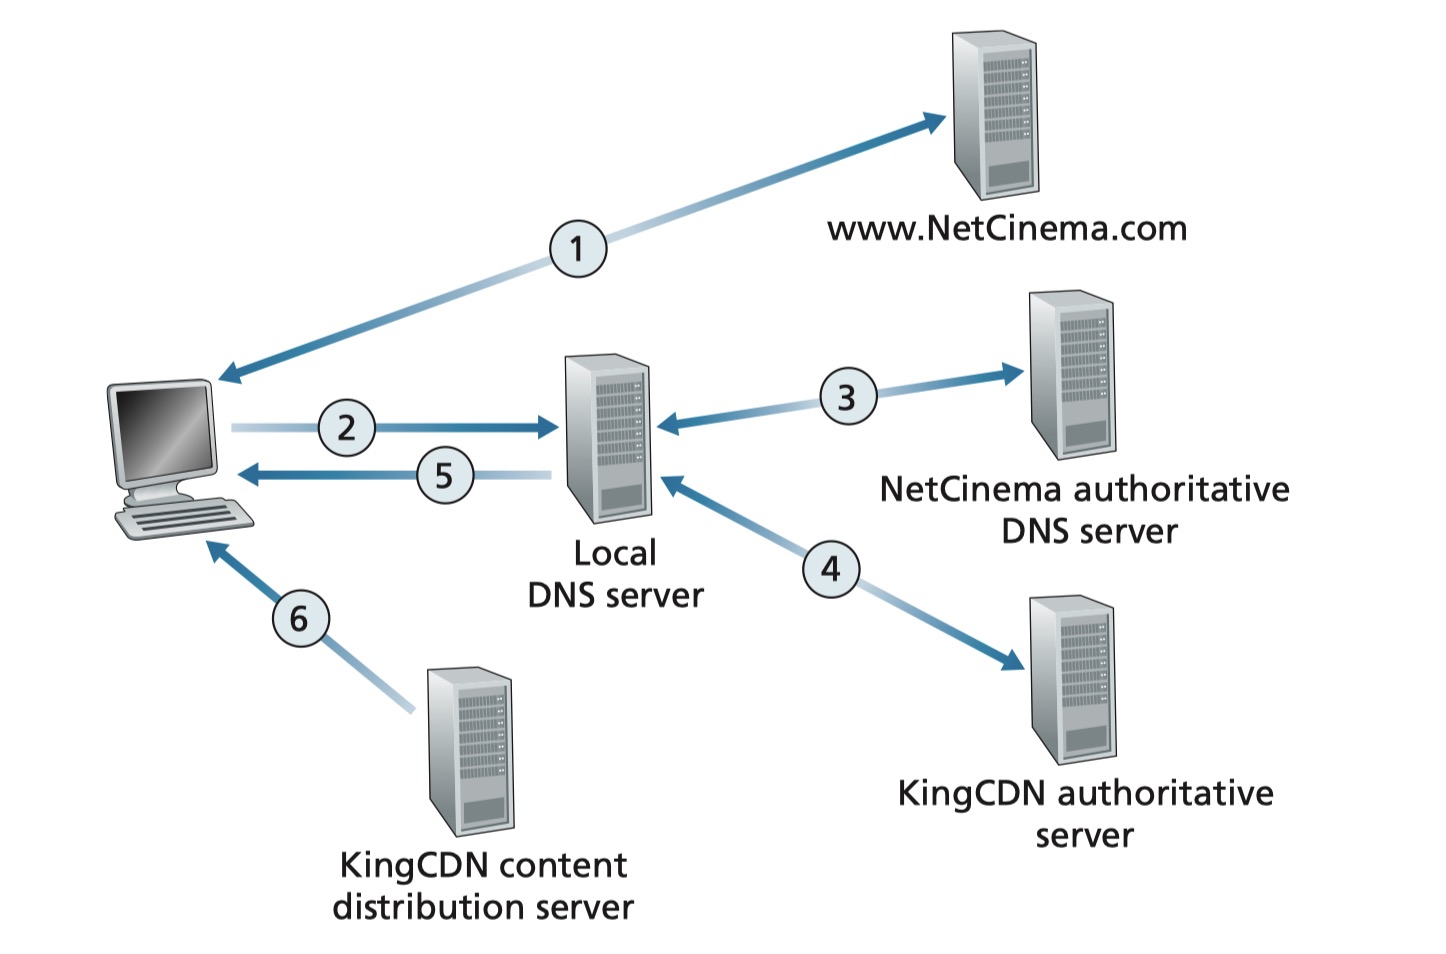 www.NetCinema.com
1
2
3
NetCinema authoritative
DNS server
5
Local
DNS server
4
6
KingCDN authoritative
server
KingCDN content
distribution server